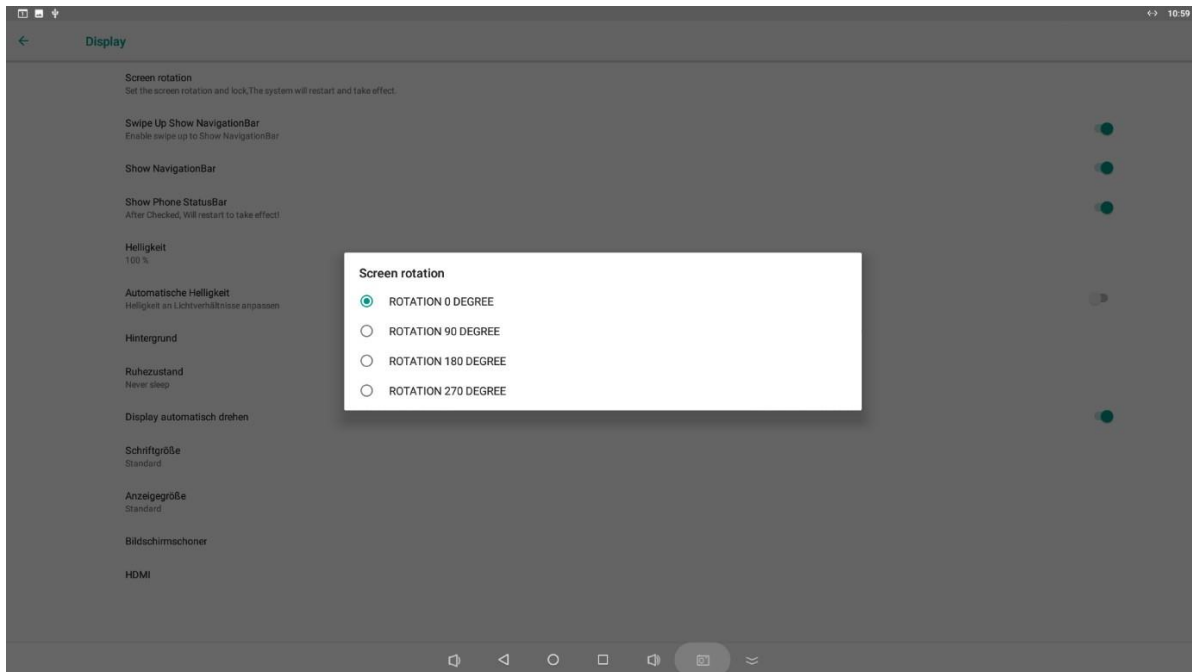 10:59
Display
Screen rotation
Set the screen rotation and lock,The system will restart and take effect.
Swipe Up Show NavigationBar
Enable swipe up to Show NavigationBar
Show NavigationBar
Show Phone StatusBar
After Checked, Will restart to take effect!
Helligkeit
100 %
Automatische Helligkeit
Helligkeit an Lichtverhältnisse anpassen
Hintergrund
Ruhezustand
Never sleep
Display automatisch drehen
Schriftgröße
Standard
Anzeigegröße
Standard
Bildschirmschoner
HDMI
Screen rotation
ROTATION 0 DEGREE
ROTATION 90 DEGREE
ROTATION 180 DEGREE
ROTATION 270 DEGREE